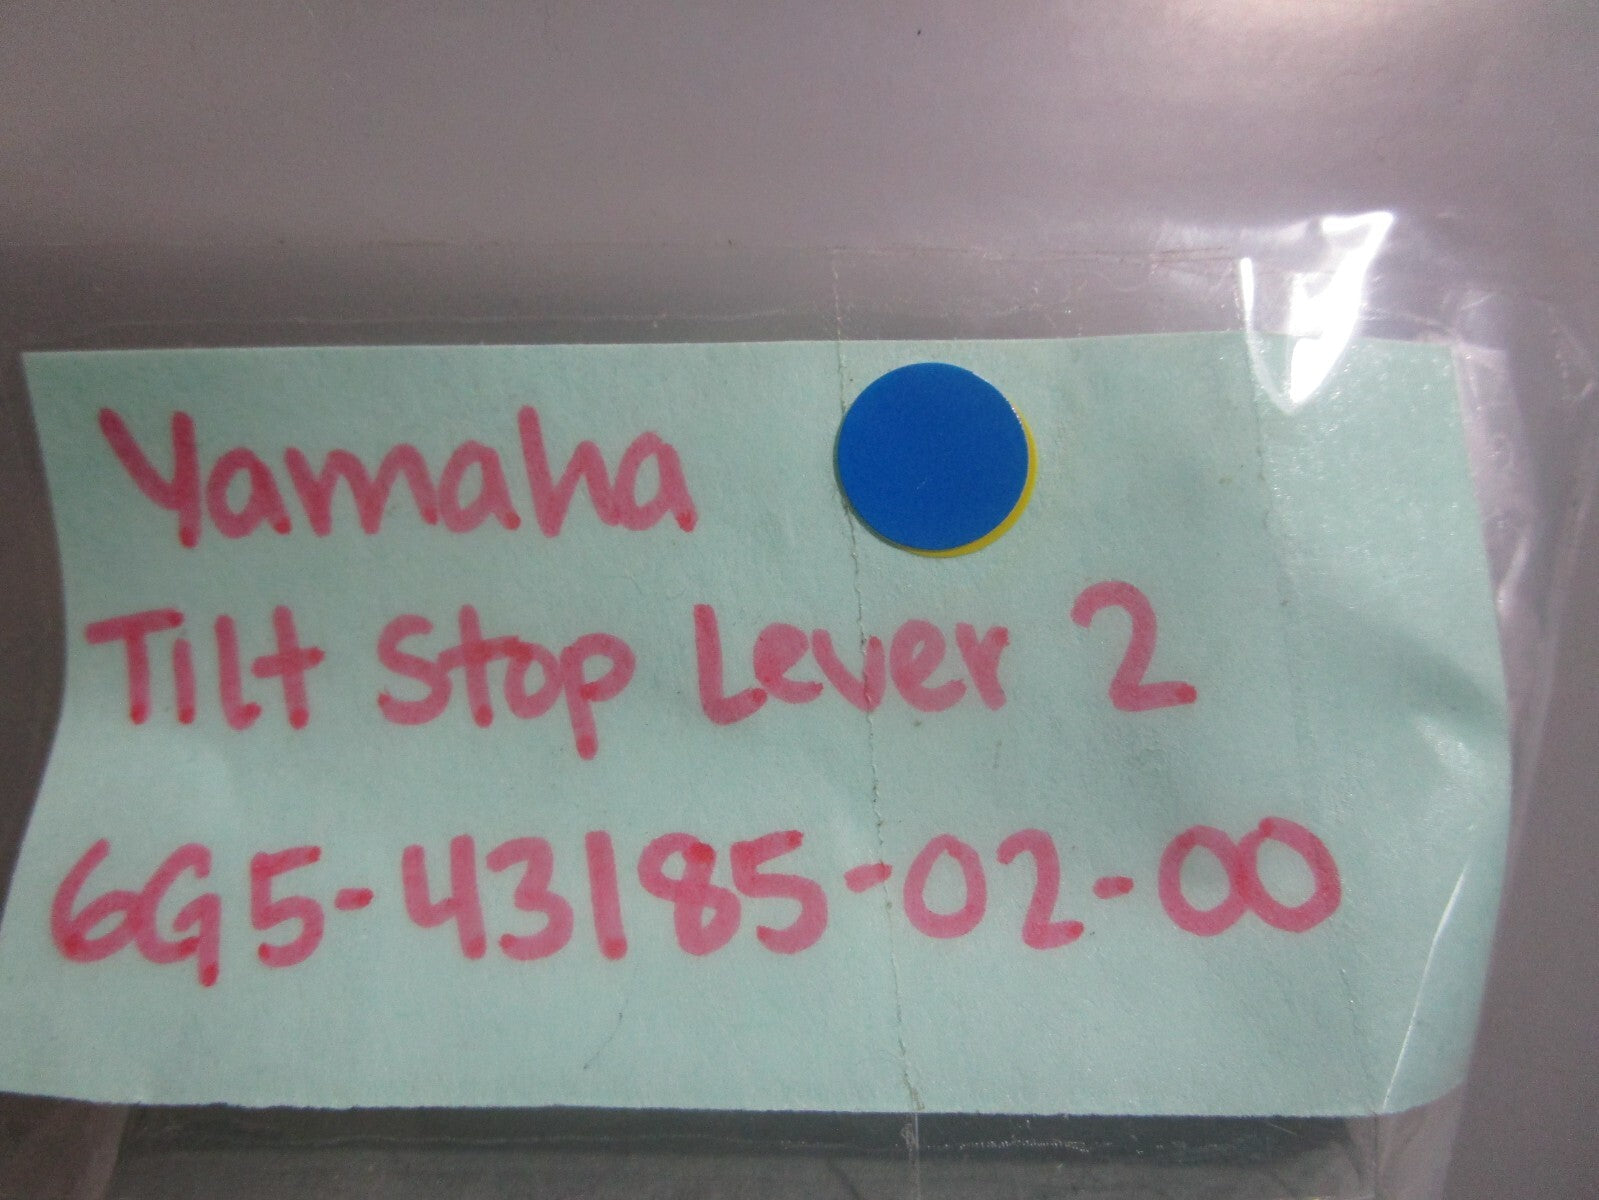 Yamaha
Tilt Stop Lever 2
6G5-43185-02-00